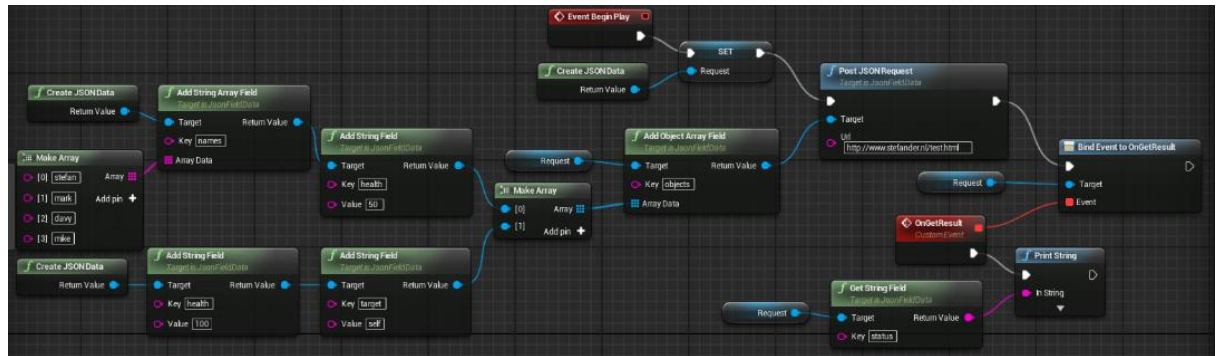 Event Begin Play
SET
Request
Create JSON Data
Return Value
Post JSON Request
Target is JsonFieldData
Target
Url
http://www.stefander.nl/test.html
Create JSON Data
Return Value
Add String Array Field
Target is JsonFieldData
Target Return Value
Key names
Array Data
Make Array
[0] stefan Array
[1] mark Add pin +
[2] davy
[3] mike
Add String Field
Target is JsonFieldData
Target Return Value
Key health
Value 50
Request
Add Object Array Field
Target is JsonFieldData
Target Return Value
Key objects
Array Data
Make Array
[0] Array
[1] Add pin +
Bind Event to OnGetResult
Target
Event
Request
OnGetResult
CustomEvent
Create JSON Data
Return Value
Add String Field
Target is JsonFieldData
Target Return Value
Key health
Value 100
Add String Field
Target is JsonFieldData
Target Return Value
Key target
Value self
Print String
In String
Request
Get String Field
Target is JsonFieldData
Target Return Value
Key status